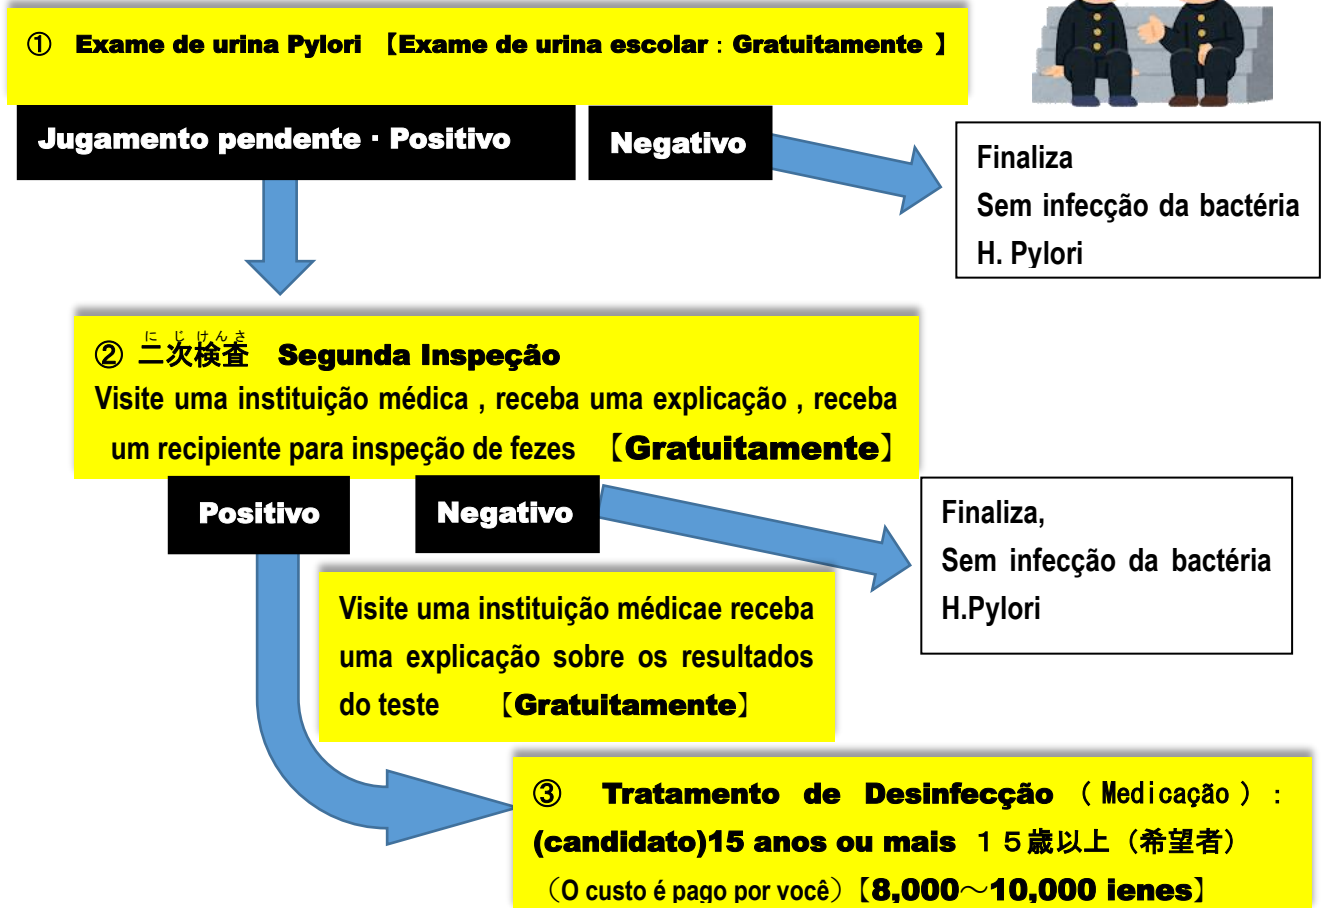 ① Exame de urina Pylori 【Exame de urina escolar：Gratuitamente 】
Jugamento pendente・Positivo
Negativo
Finaliza
Sem infecção da bactéria
H. Pylori
にじけんさ
② 二次検査 Segunda Inspeção
Visite uma instituição médica , receba uma explicação , receba
um recipiente para inspeção de fezes 【Gratuitamente】
Positivo
Negativo
Finaliza,
Sem infecção da bactéria
H.Pylori
Visite uma instituição médicae receba
uma explicação sobre os resultados
do teste 【Gratuitamente】
③ Tratamento de Desinfecção（Medicação）:
(candidato)15 anos ou mais １５歳以上（希望者）
（O custo é pago por você）【8,000～10,000 ienes】